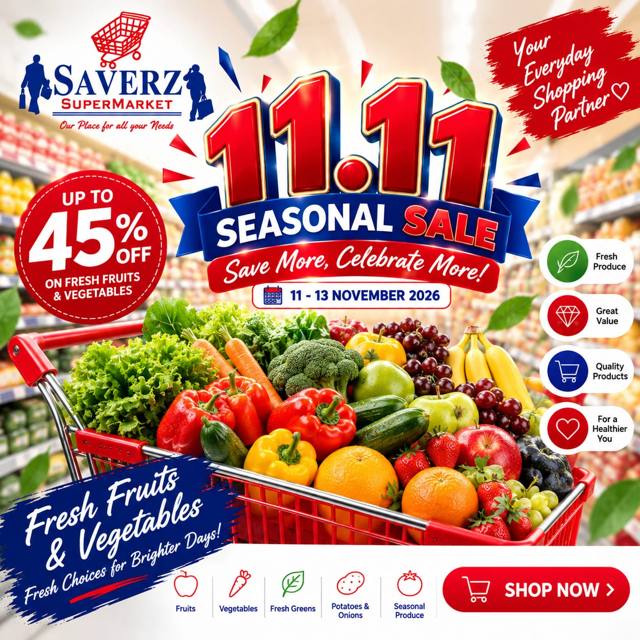 SAVERZ
SUPERMARKET
Our Place for all your Needs
Your
Everyday
Shopping
Partner
11.11
SEASONAL SALE
Save More, Celebrate More!
11 - 13 NOVEMBER 2026
UP TO
45% OFF
ON FRESH FRUITS
& VEGETABLES
Fresh
Produce
Great
Value
Quality
Products
For a
Healthier
You
Fresh Fruits
& Vegetables
Fresh Choices for Brighter Days!
Fruits
Vegetables
Fresh Greens
Potatoes &
Onions
Seasonal
Produce
SHOP NOW >